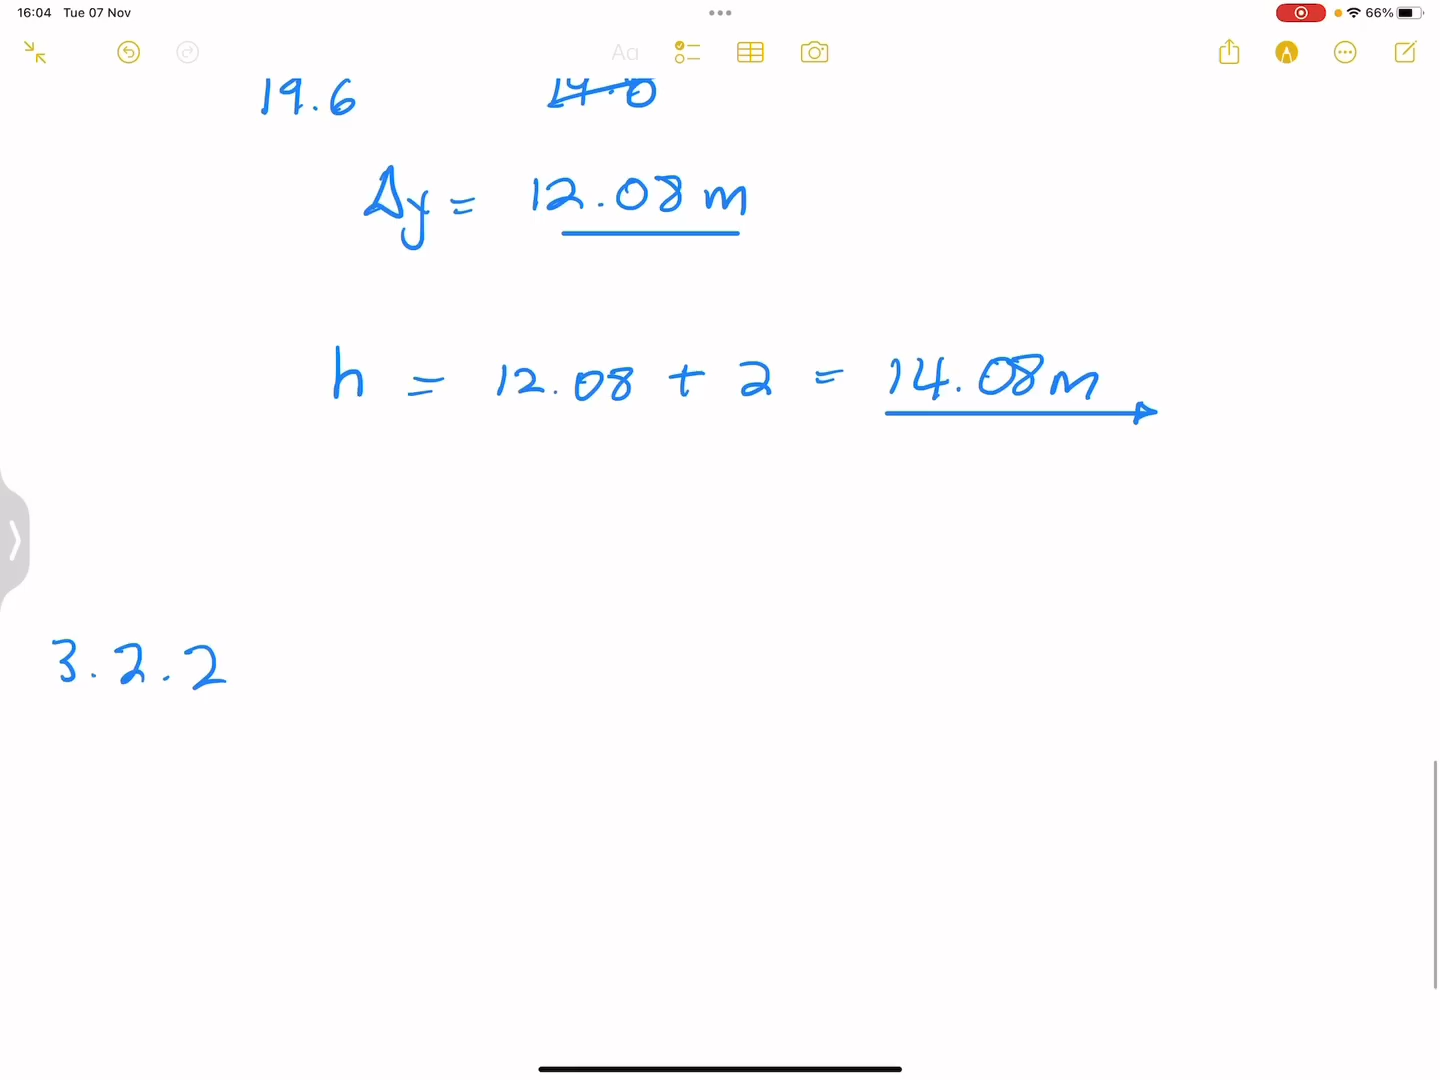 16:04 Tue 07 Nov 66%
Aa
19.6
Δy = 12.08 m
h = 12.08 + 2 = 14.08m
3.2.2